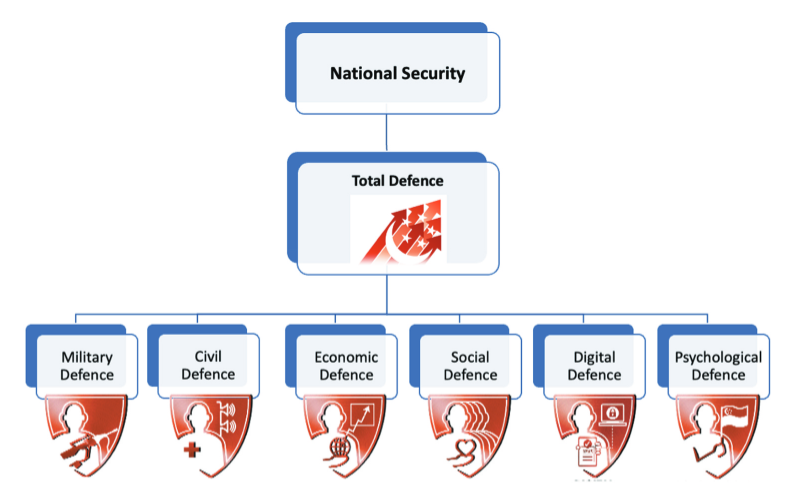 National Security
Total Defence
Military
Defence
Civil
Defence
Economic
Defence
Social
Defence
Digital
Defence
Psychological
Defence